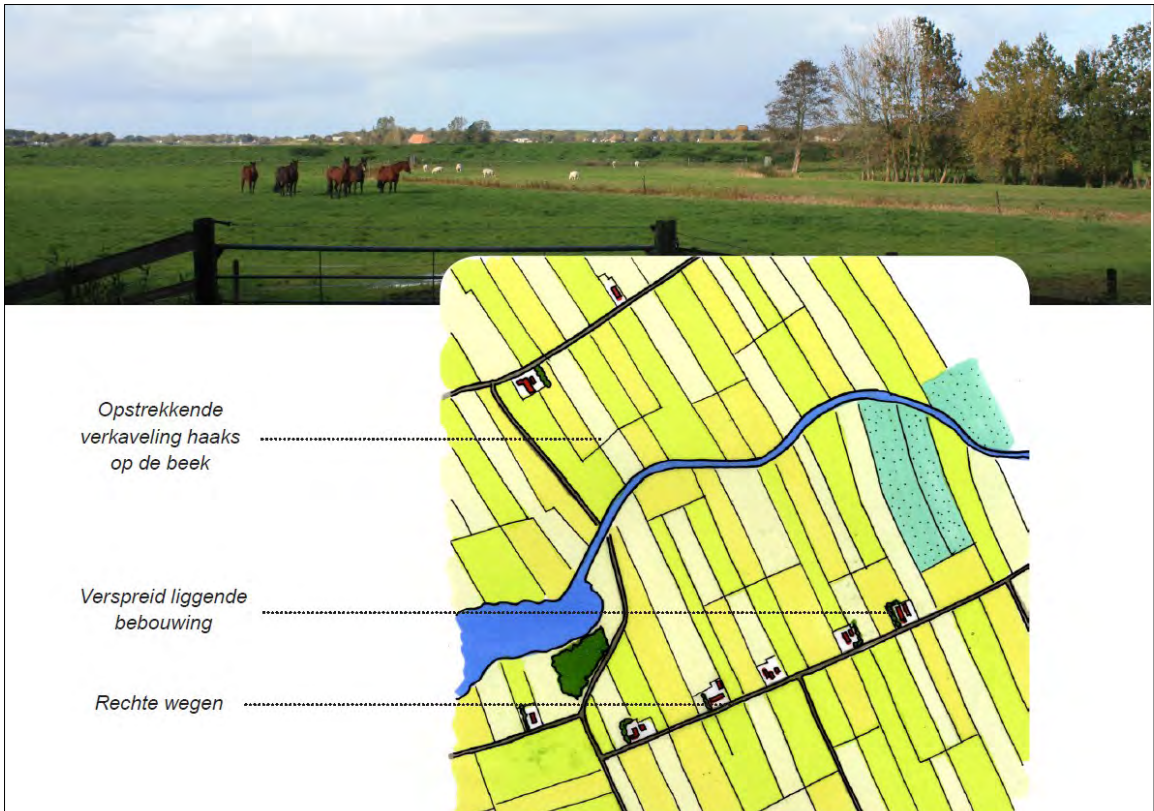 Opstrekkende
verkaveling haaks
op de beek
Verspreid liggende
bebouwing
Rechte wegen